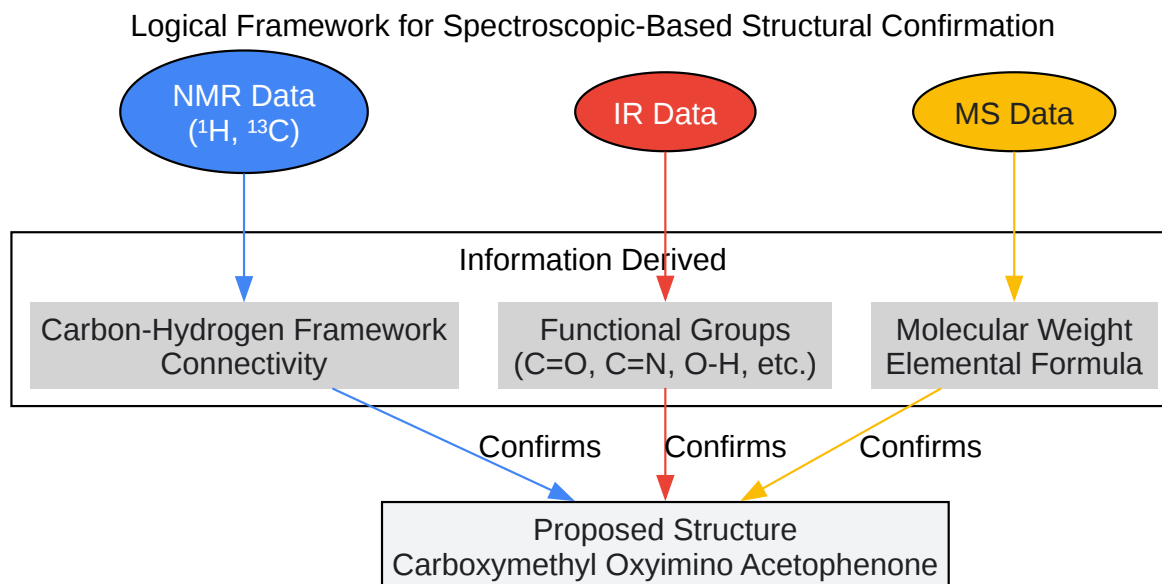 Logical Framework for Spectroscopic-Based Structural Confirmation
NMR Data
(¹H, ¹³C)
IR Data
MS Data
Information Derived
Carbon-Hydrogen Framework
Connectivity
Functional Groups
(C=O, C=N, O-H, etc.)
Molecular Weight
Elemental Formula
Confirms
Confirms
Confirms
Proposed Structure
Carboxymethyl Oxyimino Acetophenone